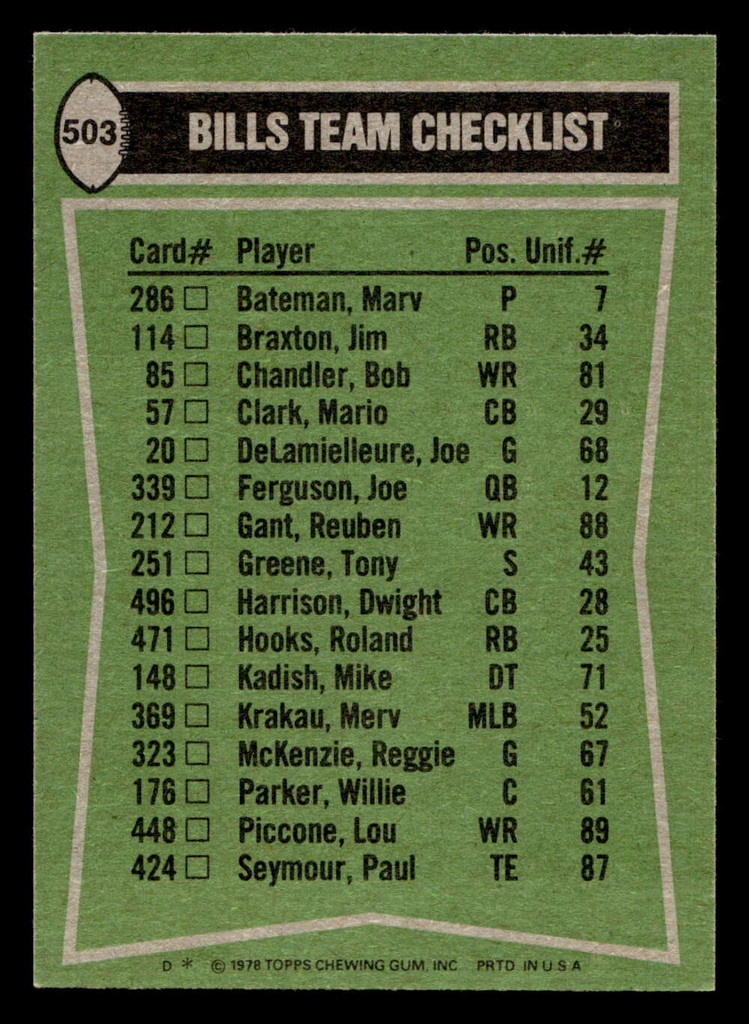 503 BILLS TEAM CHECKLIST
Card# Player Pos. Unif.#
286 □ Bateman, Marv P 7
114 □ Braxton, Jim RB 34
85 □ Chandler, Bob WR 81
57 □ Clark, Mario CB 29
20 □ DeLamielleure, Joe G 68
339 □ Ferguson, Joe QB 12
212 □ Gant, Reuben WR 88
251 □ Greene, Tony S 43
496 □ Harrison, Dwight CB 28
471 □ Hooks, Roland RB 25
148 □ Kadish, Mike DT 71
369 □ Krakau, Merv MLB 52
323 □ McKenzie, Reggie G 67
176 □ Parker, Willie C 61
448 □ Piccone, Lou WR 89
424 □ Seymour, Paul TE 87
D * © 1978 TOPPS CHEWING GUM, INC. PRTD IN U S A